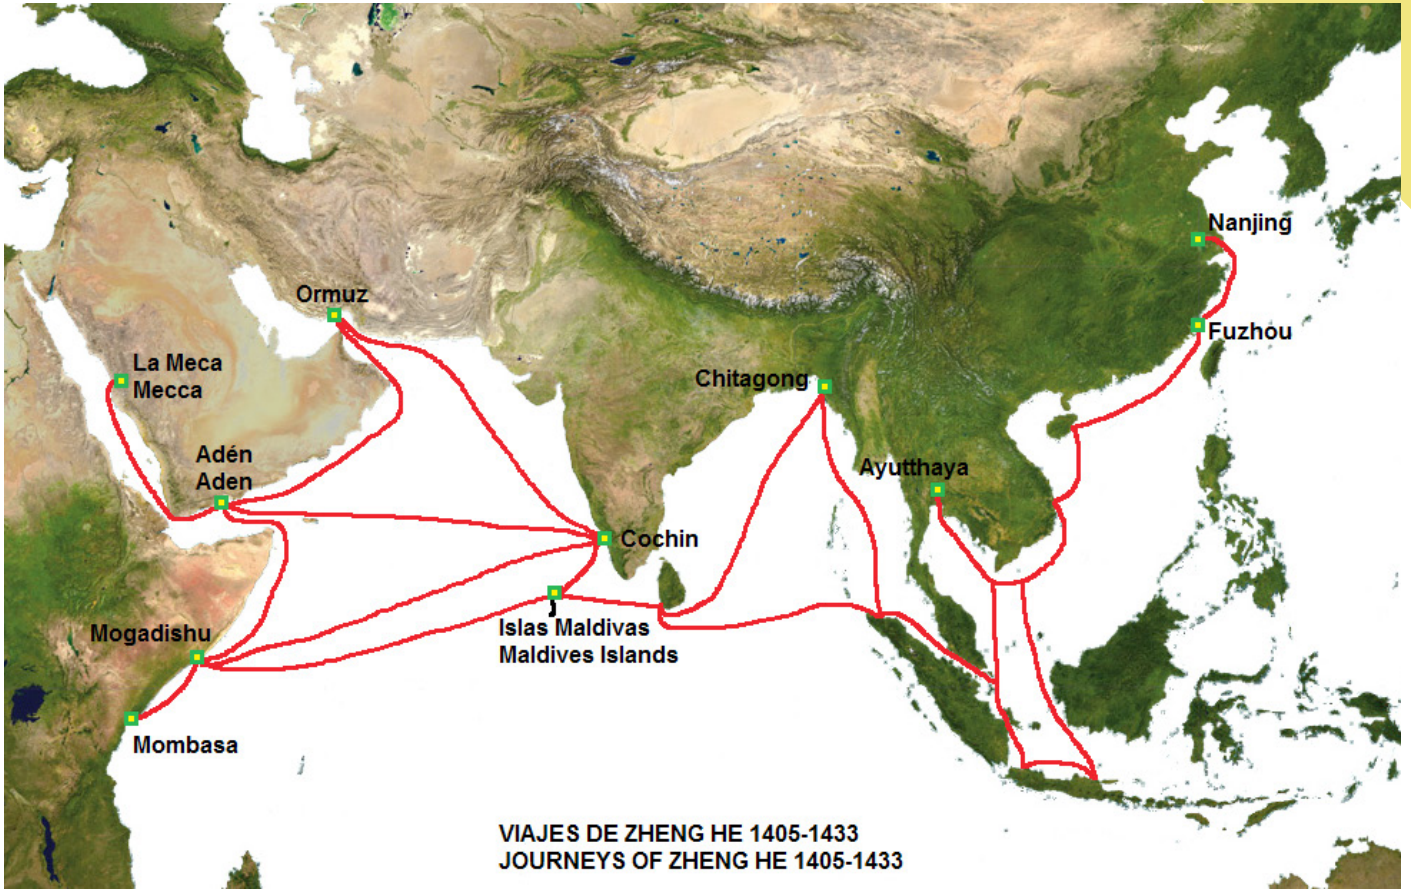 Nanjing
Ormuz
Fuzhou
La Meca
Mecca
Chitagong
Adén
Aden
Ayutthaya
Cochin
Mogadishu
Islas Maldivas
Maldives Islands
Mombasa
VIAJES DE ZHENG HE 1405-1433
JOURNEYS OF ZHENG HE 1405-1433